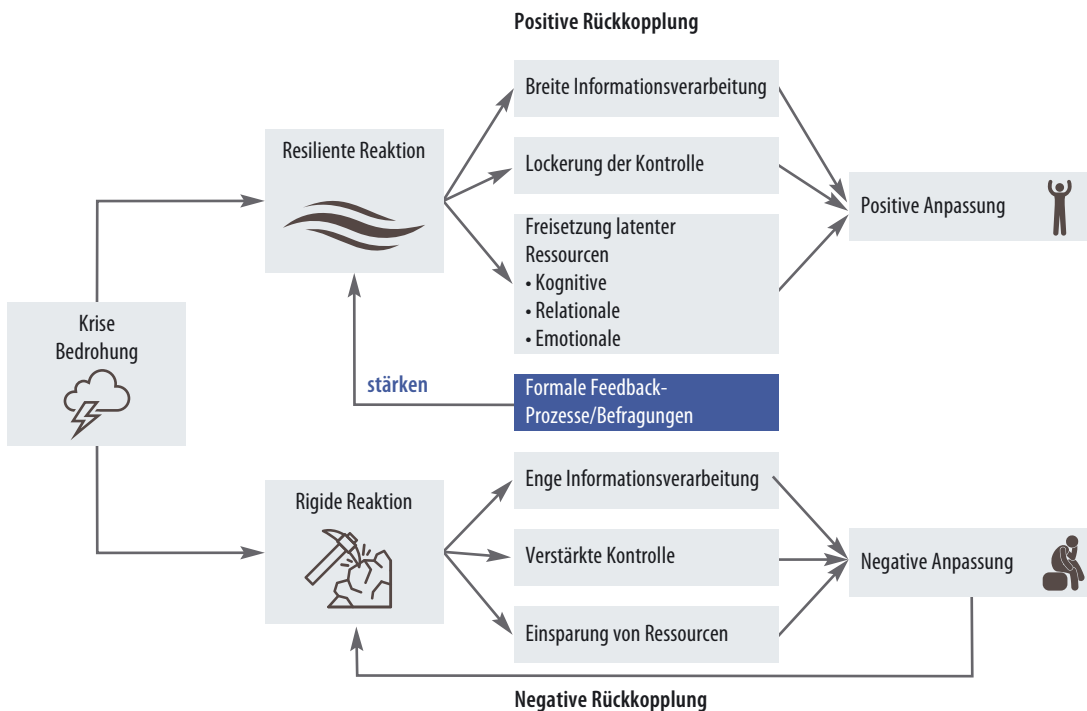 Positive Rückkopplung
Breite Informationsverarbeitung
Resiliente Reaktion
Lockerung der Kontrolle
Positive Anpassung
Freisetzung latenter
Ressourcen
• Kognitive
• Relationale
• Emotionale
Krise
Bedrohung
stärken
Formale Feedback-
Prozesse/Befragungen
Enge Informationsverarbeitung
Rigide Reaktion
Verstärkte Kontrolle
Negative Anpassung
Einsparung von Ressourcen
Negative Rückkopplung